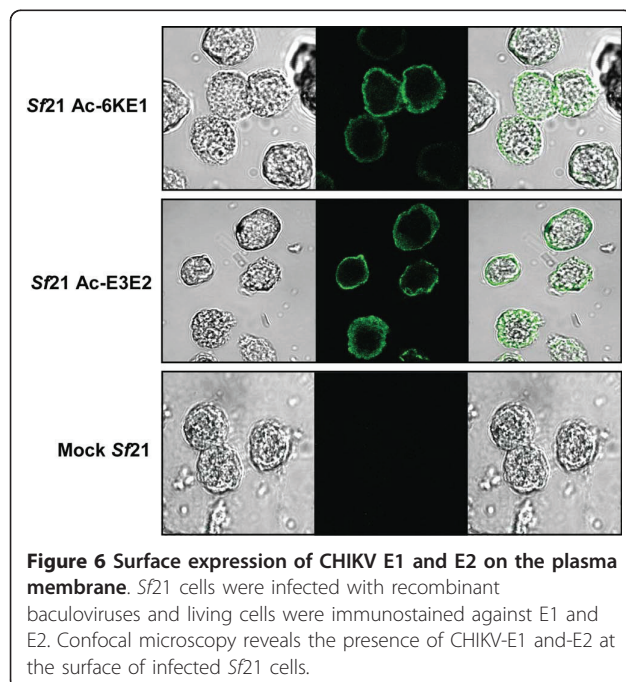 Sf21 Ac-6KE1
Sf21 Ac-E3E2
Mock Sf21
Figure 6 Surface expression of CHIKV E1 and E2 on the plasma
membrane. Sf21 cells were infected with recombinant
baculoviruses and living cells were immunostained against E1 and
E2. Confocal microscopy reveals the presence of CHIKV-E1 and-E2 at
the surface of infected Sf21 cells.